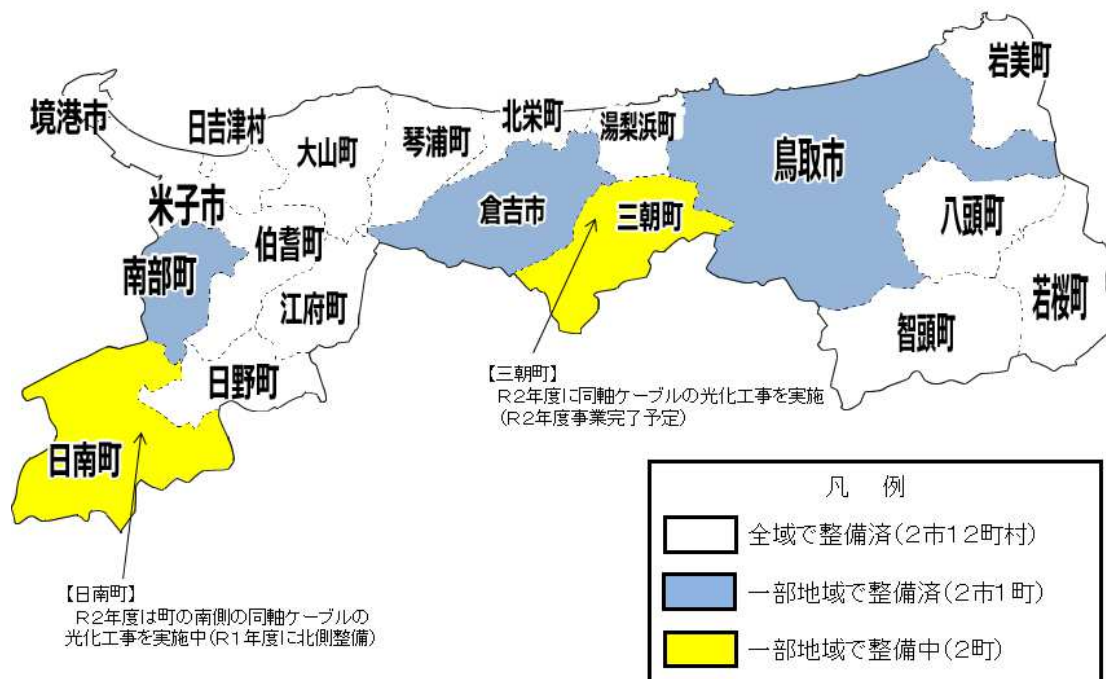 岩美町
境港市
日吉津村
大山町
琴浦町
北栄町
湯梨浜町
鳥取市
米子市
倉吉市
三朝町
八頭町
南部町
伯耆町
江府町
若桜町
智頭町
日野町
日南町
【三朝町】
R2年度に同軸ケーブルの光化工事を実施
(R2年度事業完了予定)
【日南町】
R2年度は町の南側の同軸ケーブルの
光化工事を実施中(R1年度に北側整備)
凡 例
全域で整備済(2市12町村)
一部地域で整備済(2市1町)
一部地域で整備中(2町)